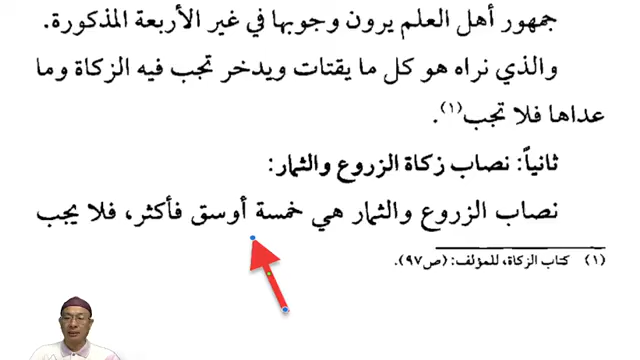 جمهور أهل العلم يرون وجوبها في غير الأربعة المذكورة.
والذي نراه هو كل ما يقتات ويدخر تجب فيه الزكاة وما
عداها فلا تجب(١).
ثانياً: نصاب زكاة الزروع والثمار:
نصاب الزروع والثمار هي خمسة أوسق فأكثر، فلا يجب
(١) كتاب الزكاة، للمؤلف: (ص٩٧).